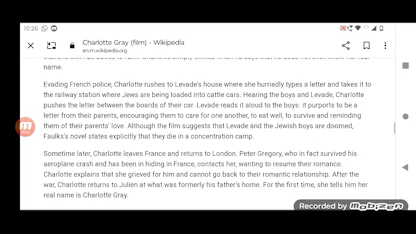 10:26
Charlotte Gray (film) - Wikipedia
en.m.wikipedia.org
name.
Evading French police, Charlotte rushes to Levade's house where she hurriedly types a letter and takes it to
the railway station where Jews are being loaded into cattle cars. Hearing the boys and Levade, Charlotte
pushes the letter between the boards of their car. Levade reads it aloud to the boys: it purports to be a
letter from their parents, encouraging them to care for one another, to eat well, to survive and reminding
them of their parents' love. Although the film suggests that Levade and the Jewish boys are doomed,
Faulks's novel states explicitly that they die in a concentration camp.
Sometime later, Charlotte leaves France and returns to London. Peter Gregory, who in fact survived his
aeroplane crash and has been in hiding in France, contacts her, wanting to resume their romance.
Charlotte explains that she grieved for him and cannot go back to their romantic relationship. After the
war, Charlotte returns to Julien at what was formerly his father's home. For the first time, she tells him her
real name is Charlotte Gray.
Recorded by Mobizen